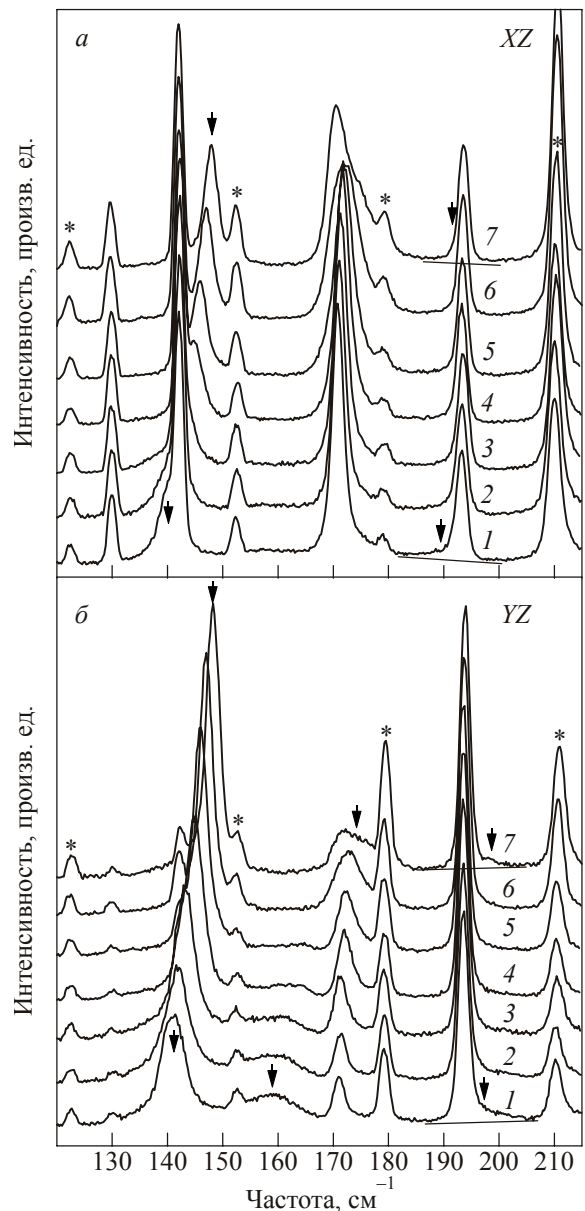 а
XZ
*
*
*
*
7
6
5
4
3
2
1
Интенсивность, произв. ед.
б
YZ
*
*
*
*
7
6
5
4
3
2
1
Интенсивность, произв. ед.
130 140 150 160 170 180 190 200 210
Частота, см⁻¹